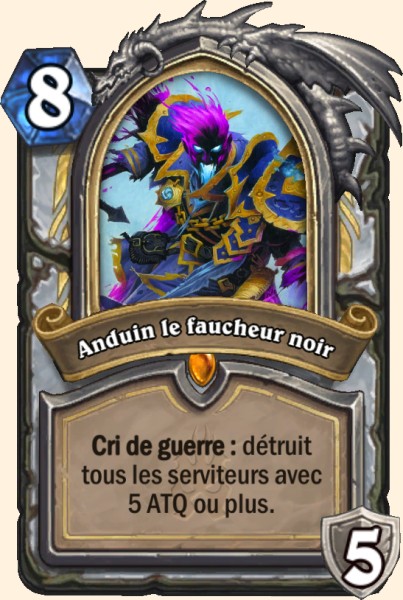 8
Anduin le faucheur noir
Cri de guerre : détruit
tous les serviteurs avec
5 ATQ ou plus.
5